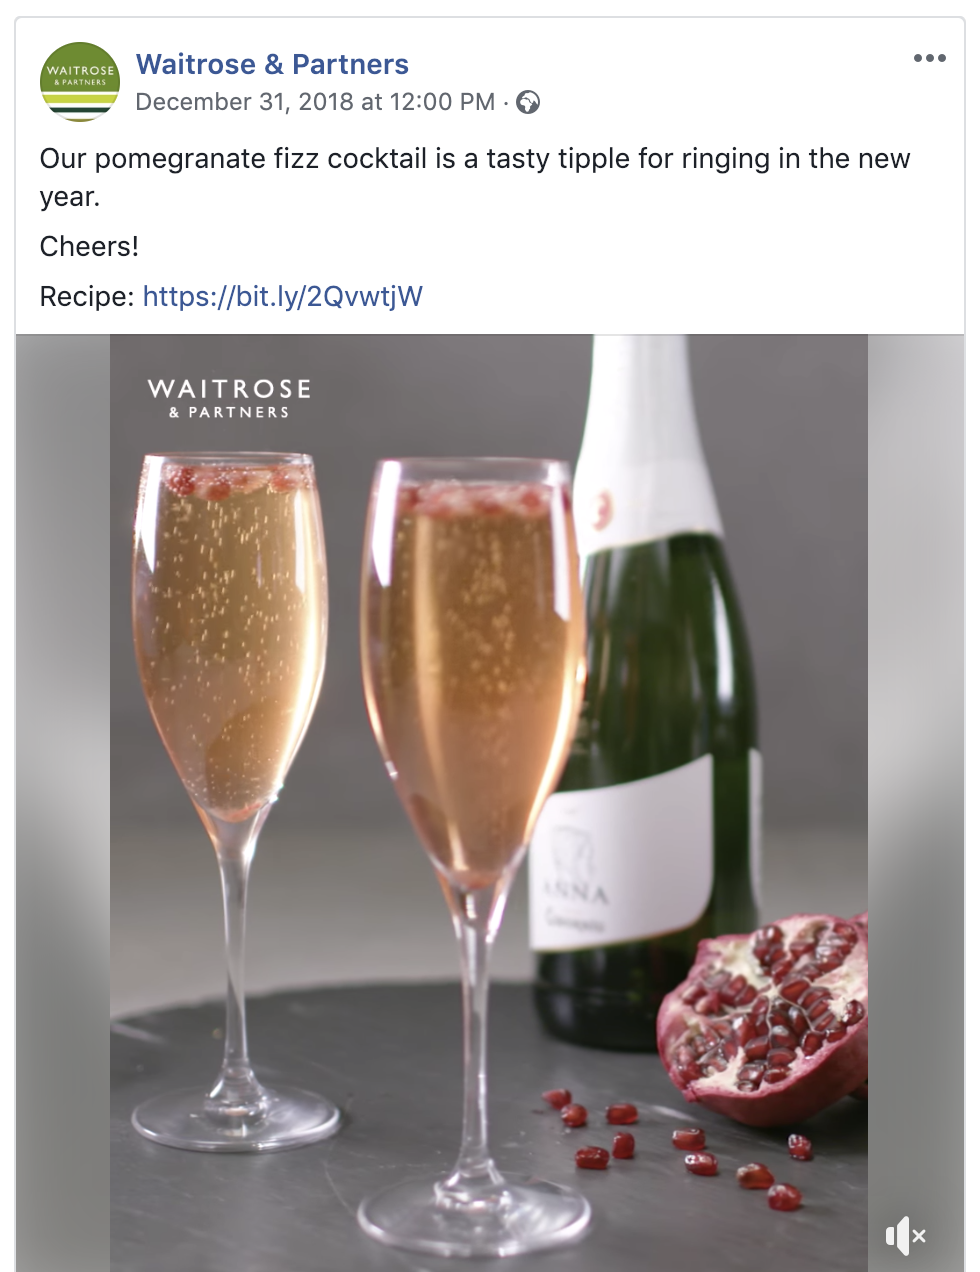 WAITROSE
& PARTNERS
Waitrose & Partners
December 31, 2018 at 12:00 PM ·
Our pomegranate fizz cocktail is a tasty tipple for ringing in the new
year.
Cheers!
Recipe: https://bit.ly/2QvwtjW
WAITROSE
& PARTNERS
ANNA